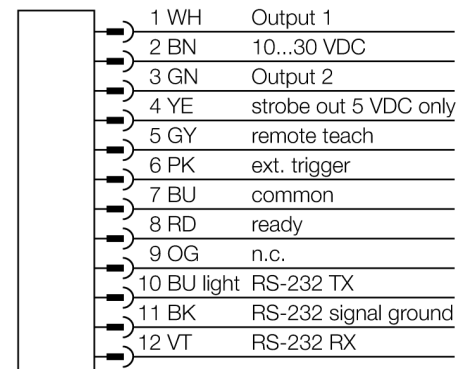 1 WH Output 1
2 BN 10...30 VDC
3 GN Output 2
4 YE strobe out 5 VDC only
5 GY remote teach
6 PK ext. trigger
7 BU common
8 RD ready
9 OG n.c.
10 BU light RS-232 TX
11 BK RS-232 signal ground
12 VT RS-232 RX